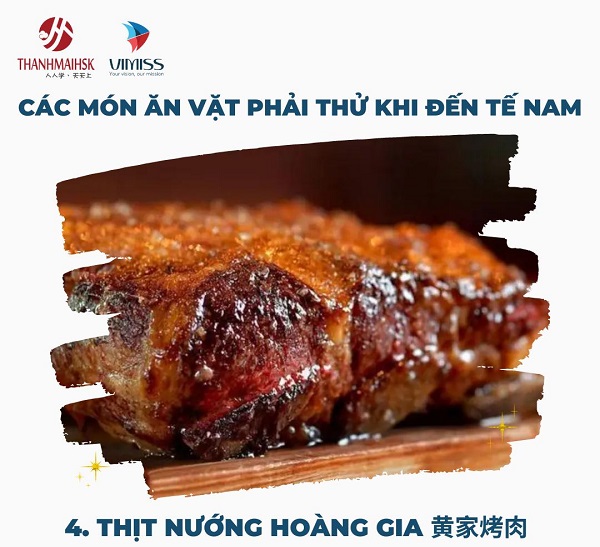 THANHMAIHSK
人人学·天天上
VIMISS
Your vision, our mission
CÁC MÓN ĂN VẶT PHẢI THỬ KHI ĐẾN TẾ NAM
4. THỊT NƯỚNG HOÀNG GIA 黄家烤肉